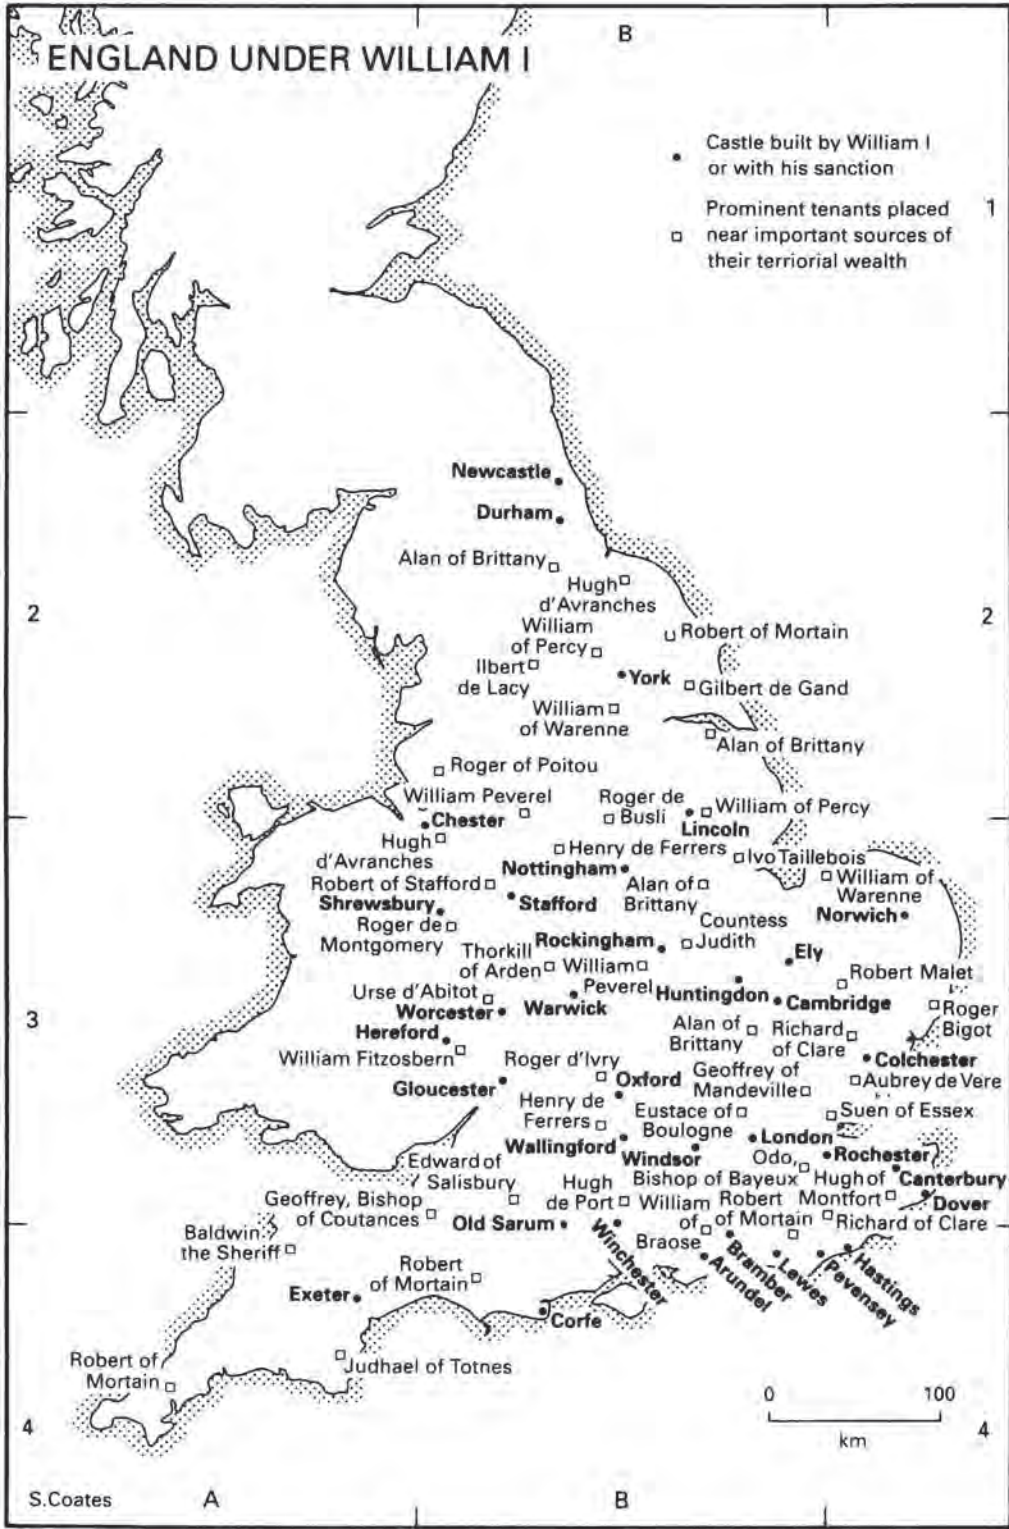 B
ENGLAND UNDER WILLIAM I
Castle built by William I
or with his sanction
Prominent tenants placed
near important sources of
their terriorial wealth
1
Newcastle
Durham
Alan of Brittany
Hugh
d'Avranches
2
2
William
of Percy
Robert of Mortain
Ilbert
de Lacy
York
Gilbert de Gand
William
of Warenne
Alan of Brittany
Roger of Poitou
William Peverel
Roger de
Busli
William of Percy
Chester
Lincoln
Hugh
d'Avranches
Henry de Ferrers
Ivo Taillebois
Nottingham
William of
Warenne
Robert of Stafford
Alan of
Brittany
Shrewsbury
Stafford
Norwich
Roger de
Montgomery
Countess
Judith
Rockingham
Thorkill
of Arden
William
Peverel
Ely
Robert Malet
Urse d'Abitot
Huntingdon
Cambridge
Worcester
Warwick
Roger
Bigot
3
3
Hereford
Alan of
Brittany
Richard
of Clare
William Fitzosbern
Roger d'Ivry
Colchester
Gloucester
Oxford
Geoffrey of
Mandeville
Aubrey de Vere
Henry de
Ferrers
Eustace of
Boulogne
Suen of Essex
Wallingford
Windsor
London
Odo,
Bishop of Bayeux
Rochester
Edward of
Salisbury
Hugh
de Port
Hugh of
Montfort
Canterbury
Dover
Geoffrey, Bishop
of Coutances
Old Sarum
William
of
Braose
Robert
of Mortain
Richard of Clare
Baldwin
the Sheriff
Winchester
Arundel
Bramber
Lewes
Pevensey
Hastings
Robert
of Mortain
Exeter
Corfe
Robert of
Mortain
Judhael of Totnes
0 100
km
4
4
S.Coates
A
B